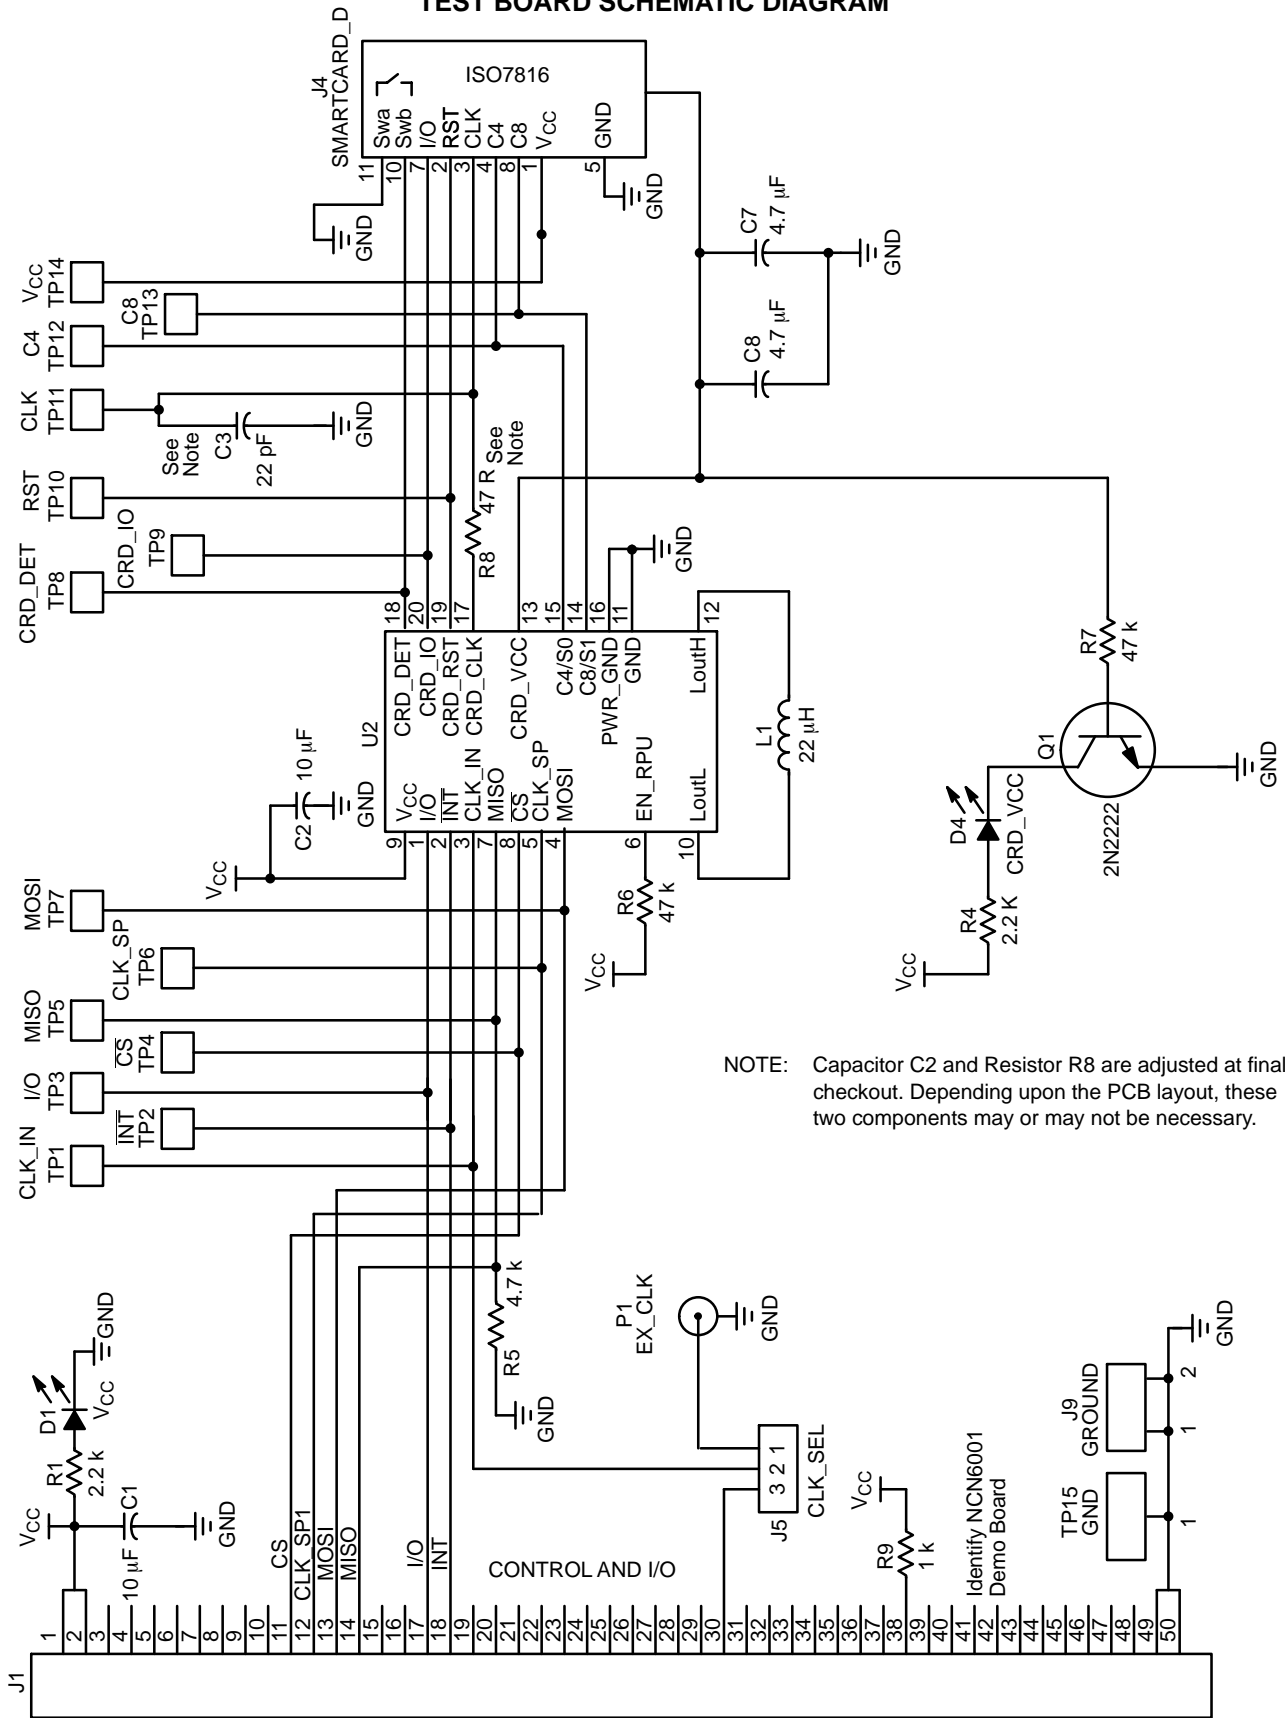 TEST BOARD SCHEMATIC DIAGRAM
J4
SMARTCARD_D
ISO7816
Swa
Swb
I/O
RST
CLK
C4
C8
VCC
GND
11
10
7
2
3
4
8
1
5
GND
GND
C7
4.7 µF
C8
4.7 µF
GND
VCC
TP14
C8
TP13
C4
TP12
CLK
TP11
See
Note
C3
22 pF
GND
RST
TP10
CRD_IO
TP9
CRD_DET
TP8
R8
47 R
See
Note
18
20
19
17
13
15
14
16
11
12
GND
U2
CRD_DET
CRD_IO
CRD_RST
CRD_CLK
CRD_VCC
C4/S0
C8/S1
PWR_GND
GND
LoutH
VCC
I/O
INT
CLK_IN
MISO
CS
CLK_SP
MOSI
EN_RPU
LoutL
9
1
2
3
7
8
5
4
6
10
L1
22 µH
C2
10 µF
GND
VCC
R6
47 k
VCC
R7
47 k
Q1
2N2222
GND
D4
CRD_VCC
R4
2.2 K
VCC
MOSI
TP7
CLK_SP
TP6
MISO
TP5
CS
TP4
I/O
TP3
INT
TP2
CLK_IN
TP1
NOTE: Capacitor C2 and Resistor R8 are adjusted at final
checkout. Depending upon the PCB layout, these
two components may or may not be necessary.
R5
4.7 k
GND
P1
EX_CLK
GND
3 2 1
J5
CLK_SEL
D1
VCC
GND
R1
2.2 k
VCC
C1
10 µF
GND
CS
CLK_SP1
MOSI
MISO
I/O
INT
CONTROL AND I/O
VCC
R9
1 k
Identify NCN6001
Demo Board
TP15
GND
1
J9
GROUND
1
2
GND
J1
1
2
3
4
5
6
7
8
9
10
11
12
13
14
15
16
17
18
19
20
21
22
23
24
25
26
27
28
29
30
31
32
33
34
35
36
37
38
39
40
41
42
43
44
45
46
47
48
49
50